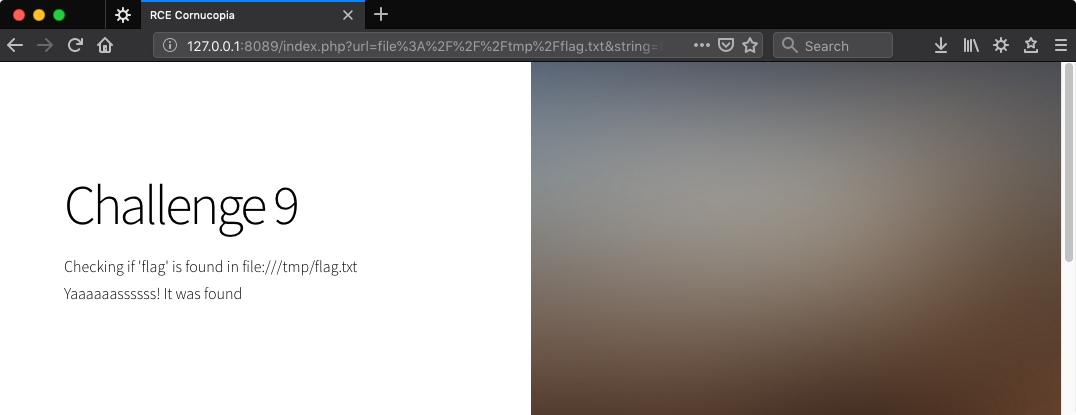 RCE Cornucopia
127.0.0.1:8089/index.php?url=file%3A%2F%2F%2Ftmp%2Fflag.txt&string=
Search
Challenge 9
Checking if 'flag' is found in file:///tmp/flag.txt
Yaaaaaassssss! It was found